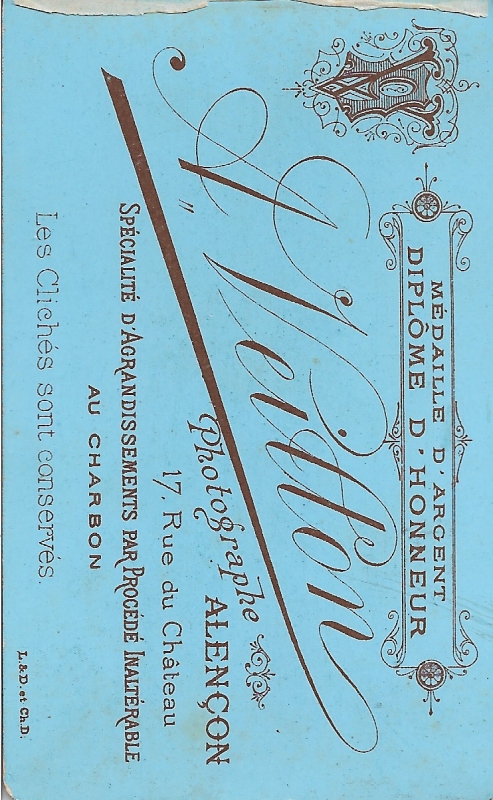 MÉDAILLE D'ARGENT
DIPLÔME D'HONNEUR
A. Veitton
Photographe
ALENÇON
17, Rue du Château
SPÉCIALITÉ D'AGRANDISSEMENTS PAR PROCÉDÉ INALTÉRABLE
AU CHARBON
Les Clichés sont conservés.
L.&D. et Ch.D.